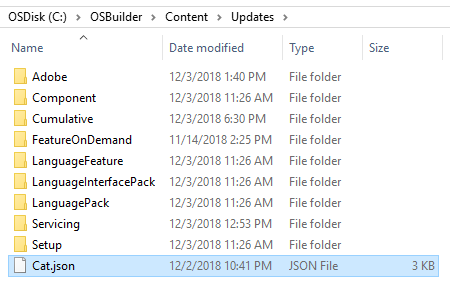 OSDisk (C:) > OSBuilder > Content > Updates >
Name Date modified Type Size
Adobe 12/3/2018 1:40 PM File folder
Component 12/3/2018 11:26 AM File folder
Cumulative 12/3/2018 6:30 PM File folder
FeatureOnDemand 11/14/2018 2:25 PM File folder
LanguageFeature 12/3/2018 11:26 AM File folder
LanguageInterfacePack 12/3/2018 11:26 AM File folder
LanguagePack 12/3/2018 11:26 AM File folder
Servicing 12/3/2018 12:53 PM File folder
Setup 12/3/2018 11:26 AM File folder
Cat.json 12/2/2018 10:41 PM JSON File 3 KB